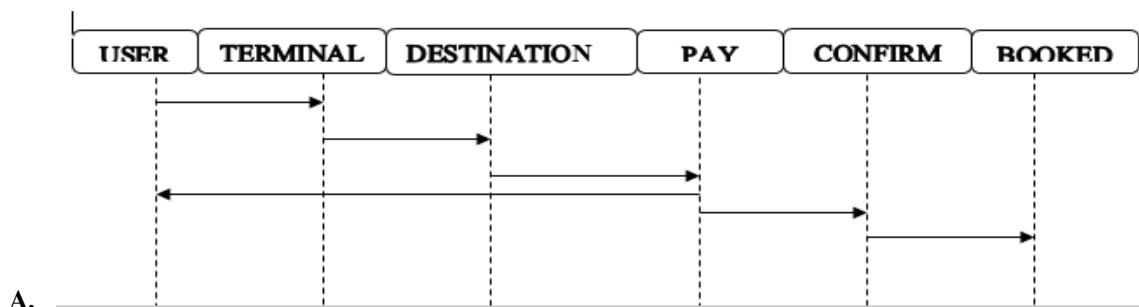 USER TERMINAL DESTINATION PAY CONFIRM BOOKED
A.